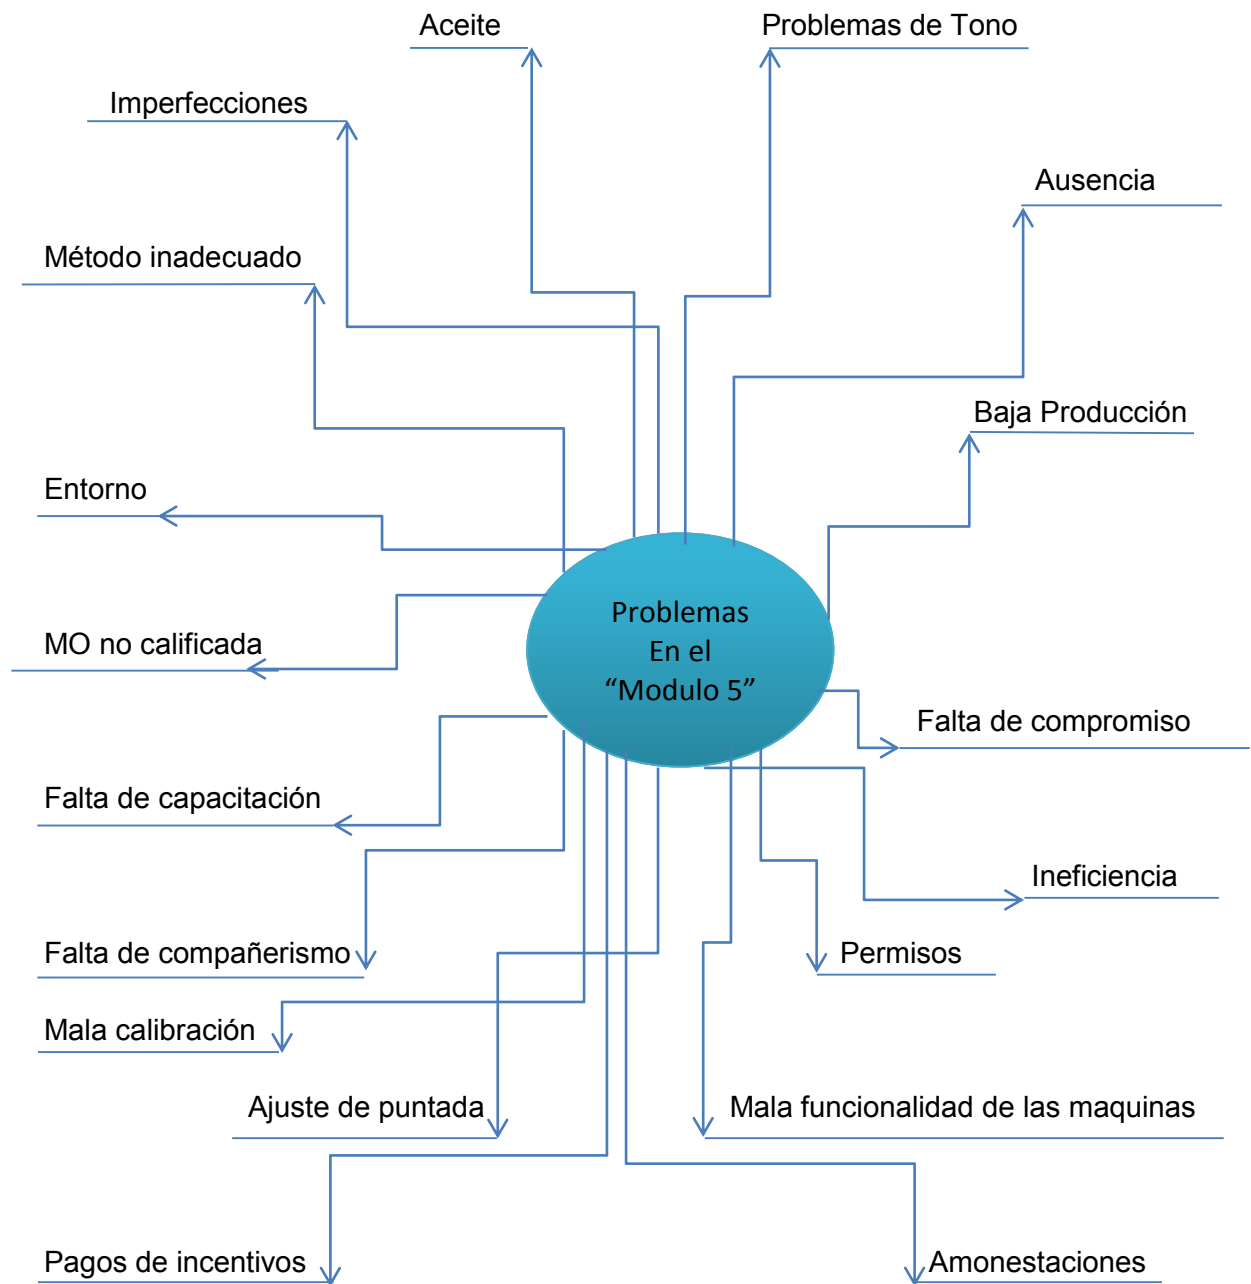 Aceite
Problemas de Tono
Imperfecciones
Ausencia
Método inadecuado
Baja Producción
Entorno
Problemas
En el
“Modulo 5”
MO no calificada
Falta de compromiso
Falta de capacitación
Ineficiencia
Falta de compañerismo
Permisos
Mala calibración
Ajuste de puntada
Mala funcionalidad de las maquinas
Pagos de incentivos
Amonestaciones